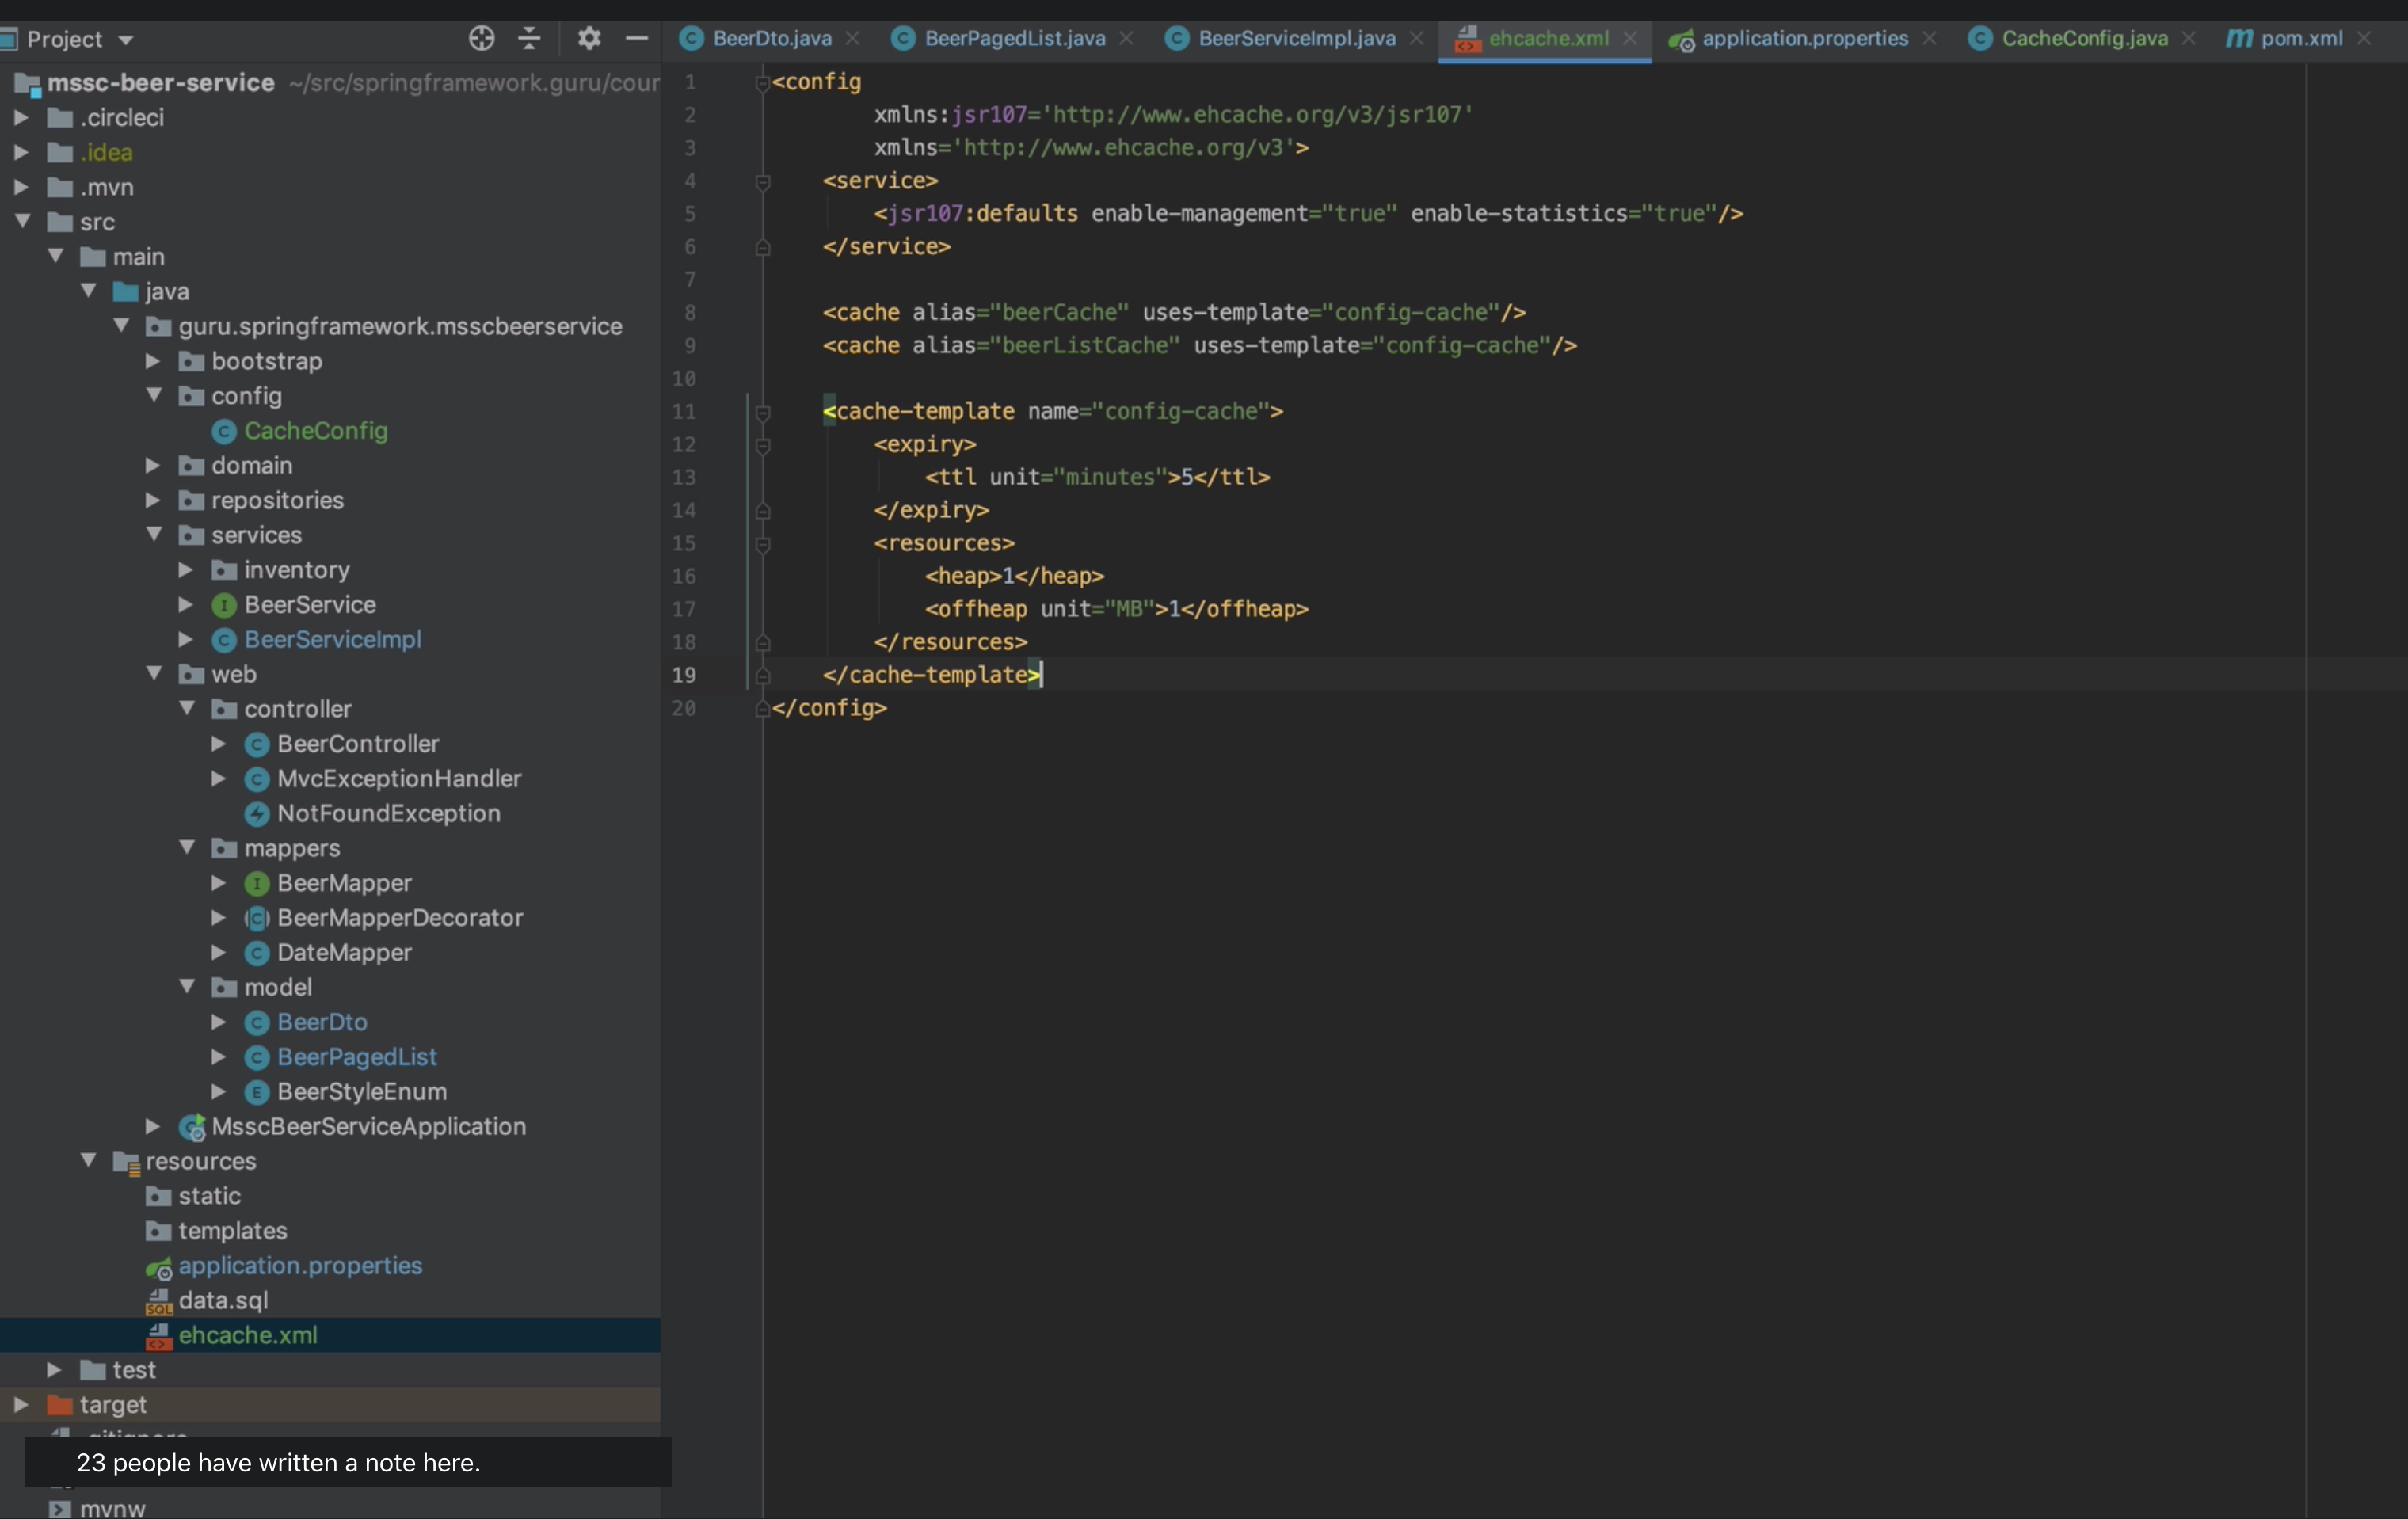 Project
BeerDto.java
BeerPagedList.java
BeerServiceImpl.java
ehcache.xml
application.properties
CacheConfig.java
pom.xml
mssc-beer-service ~/src/springframework.guru/cour
.circleci
.idea
.mvn
src
main
java
guru.springframework.msscbeerservice
bootstrap
config
CacheConfig
domain
repositories
services
inventory
BeerService
BeerServiceImpl
web
controller
BeerController
MvcExceptionHandler
NotFoundException
mappers
BeerMapper
BeerMapperDecorator
DateMapper
model
BeerDto
BeerPagedList
BeerStyleEnum
MsscBeerServiceApplication
resources
static
templates
application.properties
data.sql
ehcache.xml
test
target
23 people have written a note here.
mvnw
1 <config
2 xmlns:jsr107='http://www.ehcache.org/v3/jsr107'
3 xmlns='http://www.ehcache.org/v3'>
4 <service>
5 <jsr107:defaults enable-management="true" enable-statistics="true"/>
6 </service>
7
8 <cache alias="beerCache" uses-template="config-cache"/>
9 <cache alias="beerListCache" uses-template="config-cache"/>
10
11 <cache-template name="config-cache">
12 <expiry>
13 <ttl unit="minutes">5</ttl>
14 </expiry>
15 <resources>
16 <heap>1</heap>
17 <offheap unit="MB">1</offheap>
18 </resources>
19 </cache-template>
20 </config>